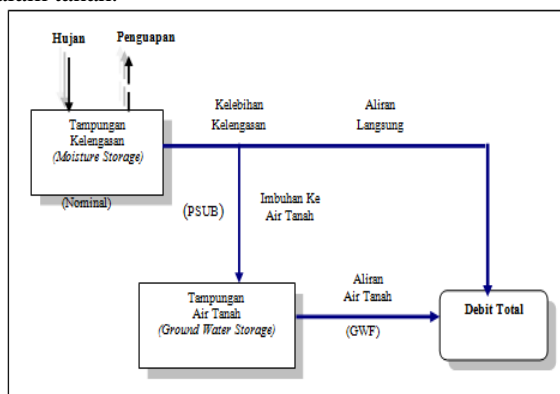 Hujan
Penguapan
Tampungan
Kelengasan
(Moisture Storage)
(Nominal)
Kelebihan
Kelengasan
Aliran
Langsung
(PSUB)
Imbuhan Ke
Air Tanah
Tampungan
Air Tanah
(Ground Water Storage)
Aliran
Air Tanah
(GWF)
Debit Total